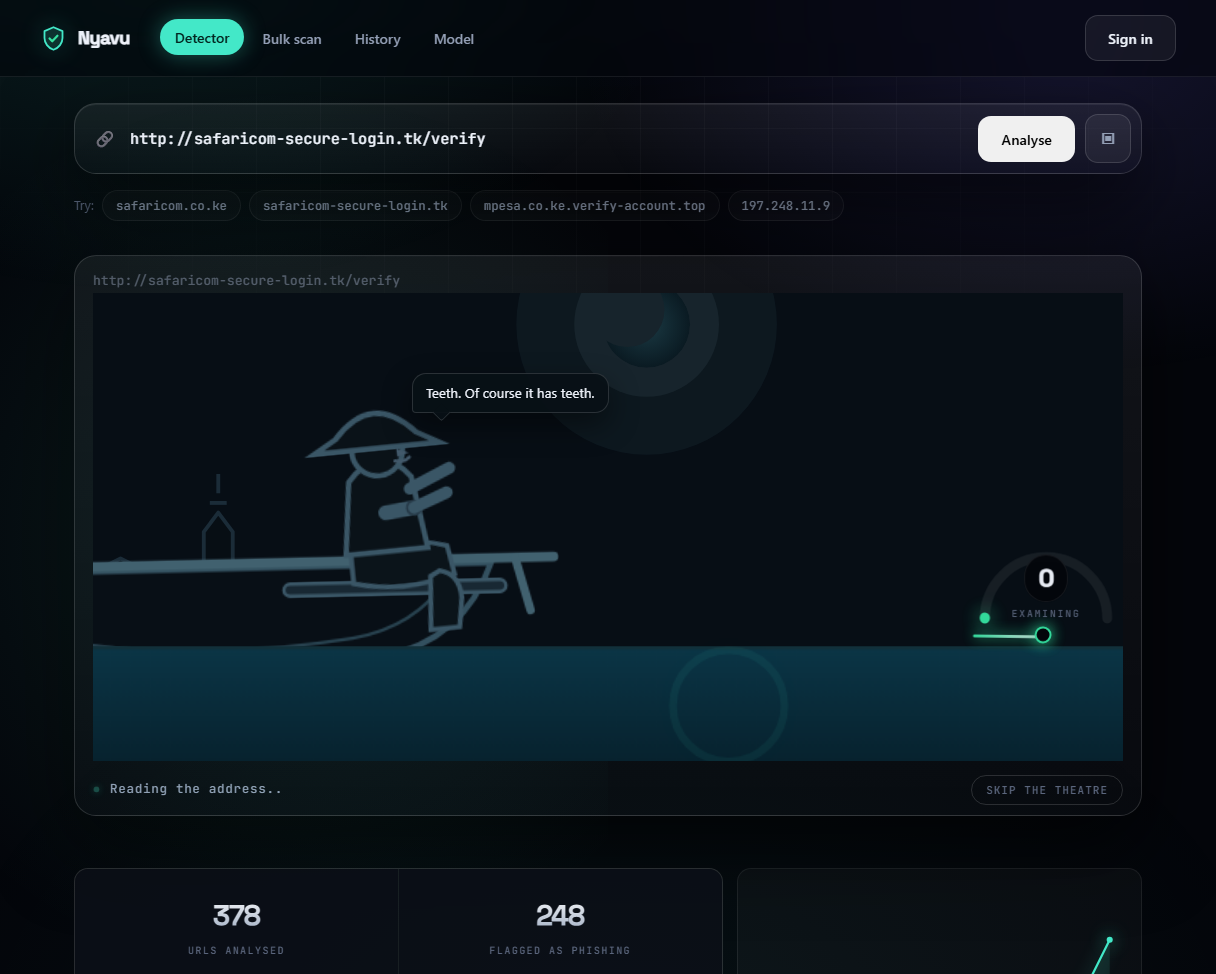 Nyavu
Detector
Bulk scan
History
Model
Sign in
http://safaricom-secure-login.tk/verify
Analyse
Try:
safaricom.co.ke
safaricom-secure-login.tk
mpesa.co.ke.verify-account.top
197.248.11.9
http://safaricom-secure-login.tk/verify
Teeth. Of course it has teeth.
0
EXAMINING
Reading the address..
SKIP THE THEATRE
378
URLS ANALYSED
248
FLAGGED AS PHISHING